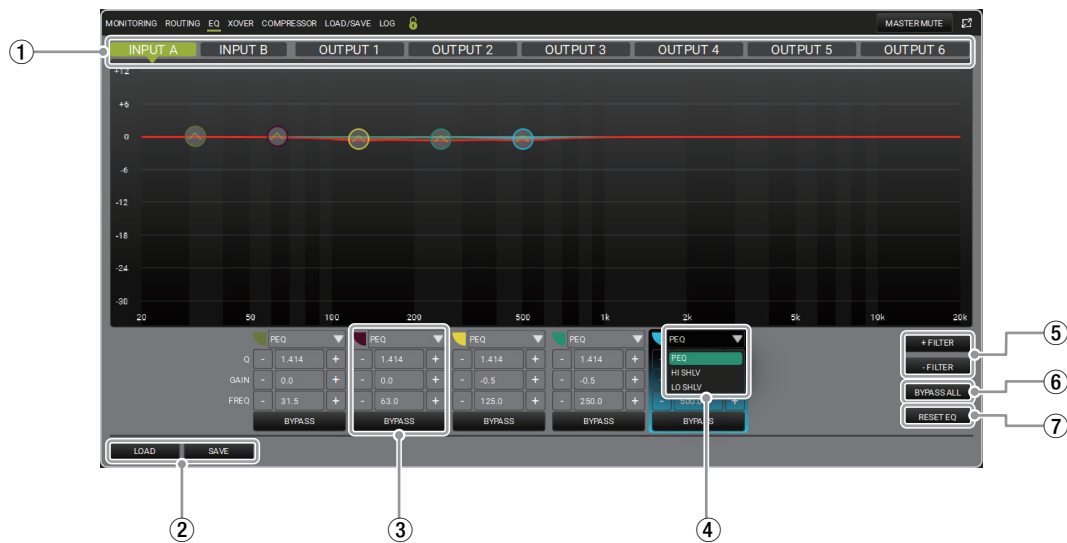 MONITORING ROUTING EQ XOVER COMPRESSOR LOAD/SAVE LOG MASTER MUTE
1 INPUT A INPUT B OUTPUT 1 OUTPUT 2 OUTPUT 3 OUTPUT 4 OUTPUT 5 OUTPUT 6
+12
+6
0
-6
-12
-18
-24
-30
20 50 100 200 500 1k 2k 5k 10k 20k
PEQ PEQ PEQ PEQ PEQ
Q - 1.414 + - 1.414 + - 1.414 + - 1.414 +
GAIN - 0.0 + - 0.0 + - -0.5 + - -0.5 +
FREQ - 31.5 + - 63.0 + - 125.0 + - 250.0 + - 500.0 +
BYPASS BYPASS BYPASS BYPASS BYPASS
PEQ
HI SHLV
LO SHLV
+ FILTER
- FILTER
5
BYPASS ALL 6
RESET EQ 7
LOAD SAVE
2 3 4